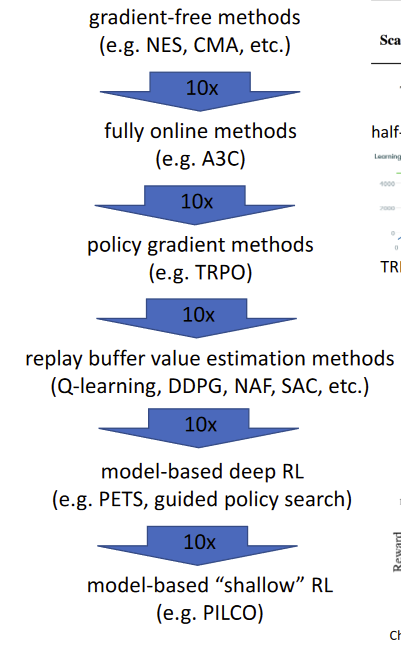 gradient-free methods
(e.g. NES, CMA, etc.)
10x
fully online methods
(e.g. A3C)
10x
policy gradient methods
(e.g. TRPO)
10x
replay buffer value estimation methods
(Q-learning, DDPG, NAF, SAC, etc.)
10x
model-based deep RL
(e.g. PETS, guided policy search)
10x
model-based “shallow” RL
(e.g. PILCO)
Sca
half-
Learning
4000
2000
0
0
TRI
Reward
Ch